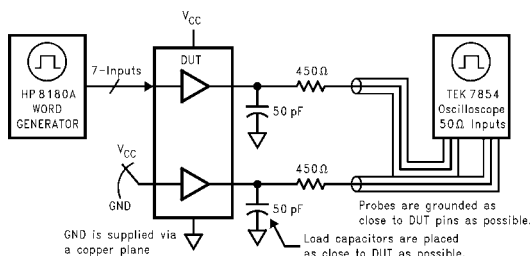 VCC
DUT
HP 8180A
WORD
GENERATOR
7-Inputs
450Ω
50 pF
TEK 7854
Oscilloscope
50Ω Inputs
VCC
GND
450Ω
50 pF
GND is supplied via
a copper plane
Probes are grounded as
close to DUT pins as possible.
Load capacitors are placed
as close to DUT as possible.